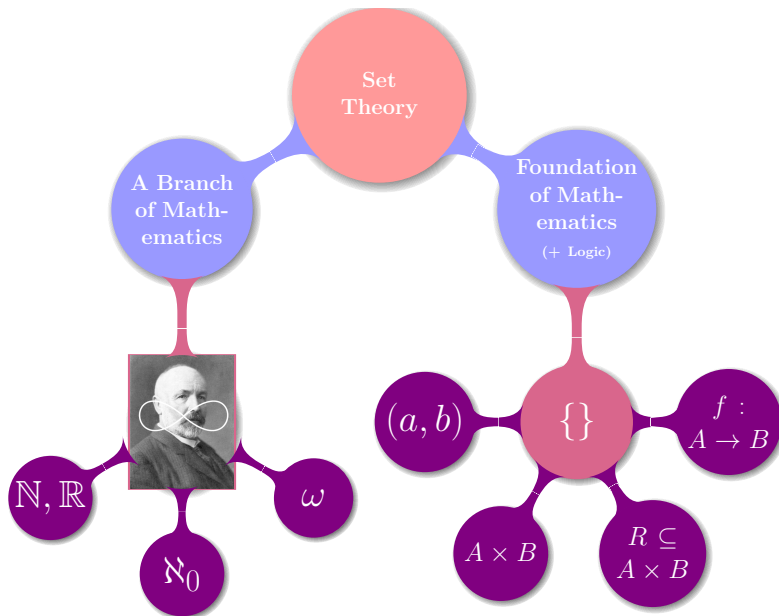 Set
Theory
A Branch
of Math-
ematics
Foundation
of Math-
ematics
(+ Logic)
{}
(a, b)
f :
A → B
A × B
R ⊆
A × B
ℕ, ℝ
ℵ₀
ω